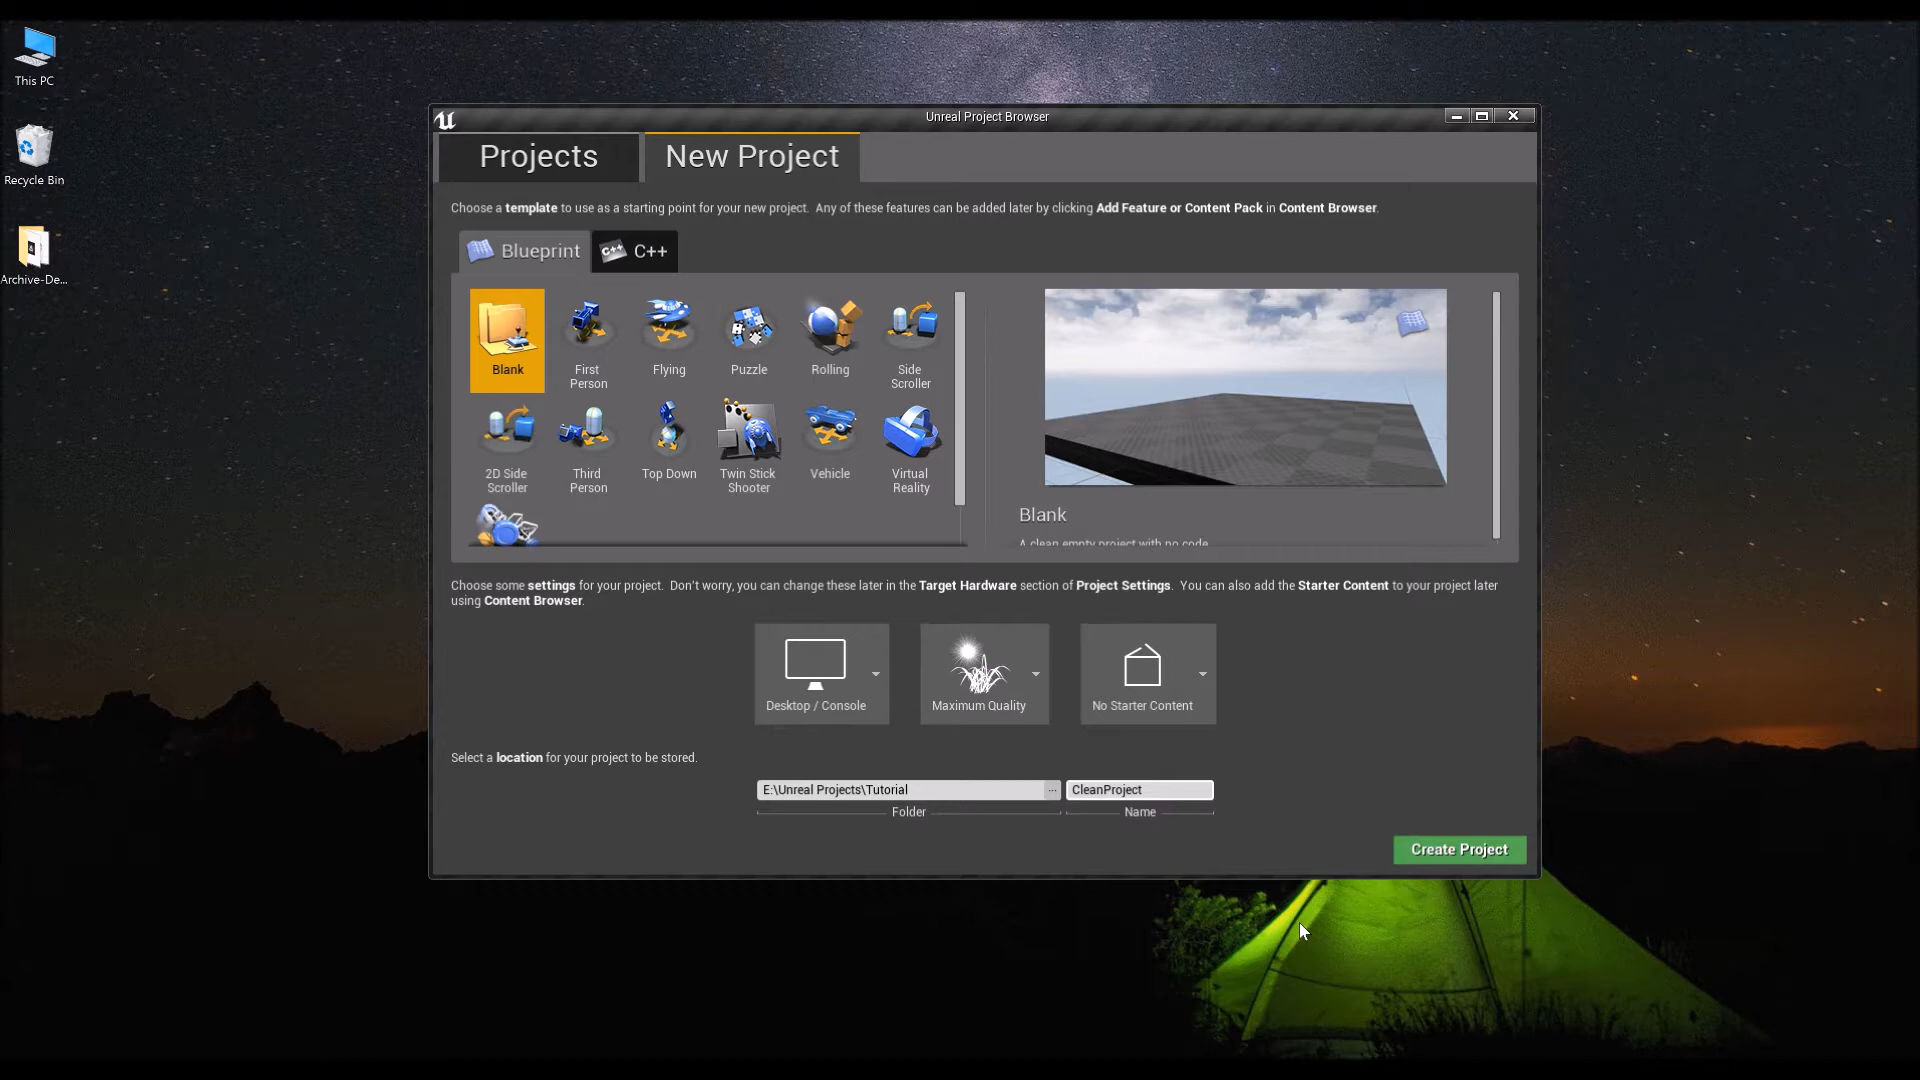 This PC
Recycle Bin
Archive-De...
Unreal Project Browser
Projects
New Project
Choose a template to use as a starting point for your new project. Any of these features can be added later by clicking Add Feature or Content Pack in Content Browser.
Blueprint
C++
C++
Blank
First
Person
Flying
Puzzle
Rolling
Side
Scroller
2D Side
Scroller
Third
Person
Top Down
Twin Stick
Shooter
Vehicle
Virtual
Reality
Blank
A clean empty project with no code.
Choose some settings for your project. Don't worry, you can change these later in the Target Hardware section of Project Settings. You can also add the Starter Content to your project later
using Content Browser.
Desktop / Console
Maximum Quality
No Starter Content
Select a location for your project to be stored.
E:\Unreal Projects\Tutorial
...
CleanProject
Folder
Name
Create Project